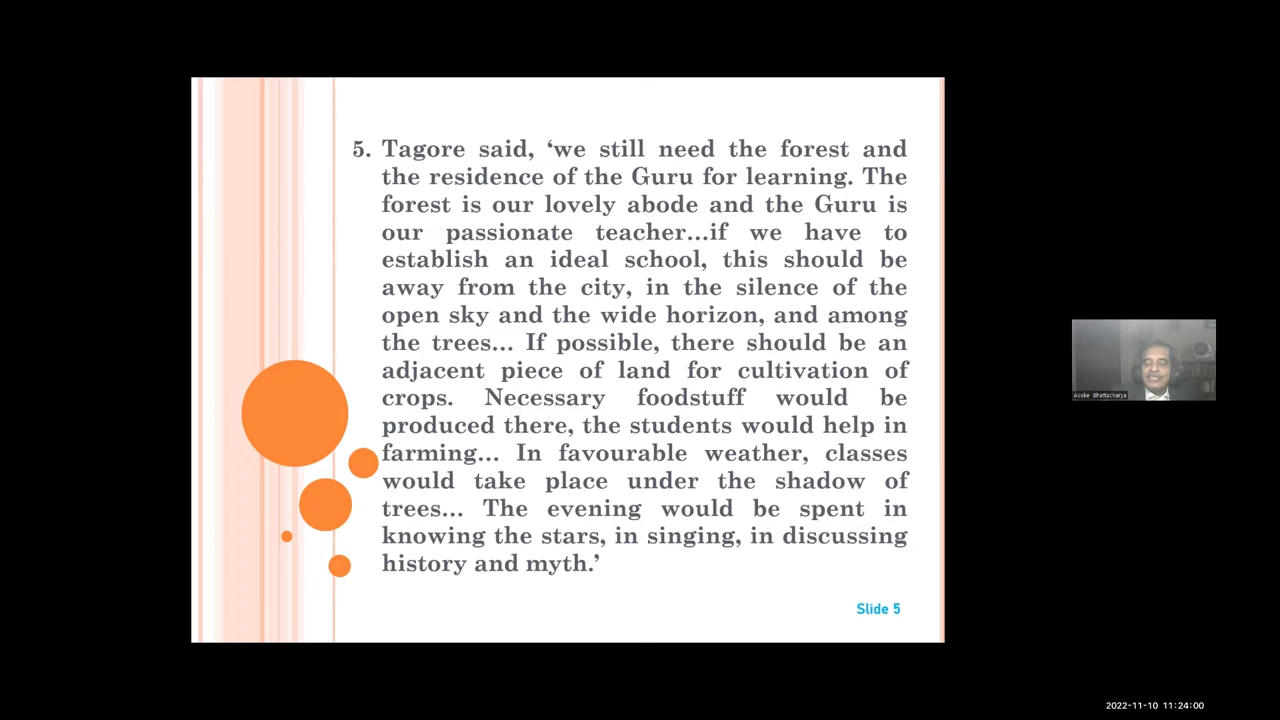 5. Tagore said, ‘we still need the forest and
the residence of the Guru for learning. The
forest is our lovely abode and the Guru is
our passionate teacher…if we have to
establish an ideal school, this should be
away from the city, in the silence of the
open sky and the wide horizon, and among
the trees… If possible, there should be an
adjacent piece of land for cultivation of
crops. Necessary foodstuff would be
produced there, the students would help in
farming… In favourable weather, classes
would take place under the shadow of
trees… The evening would be spent in
knowing the stars, in singing, in discussing
history and myth.’
Slide 5
Asoke Bhattacharya
2022-11-10 11:24:00